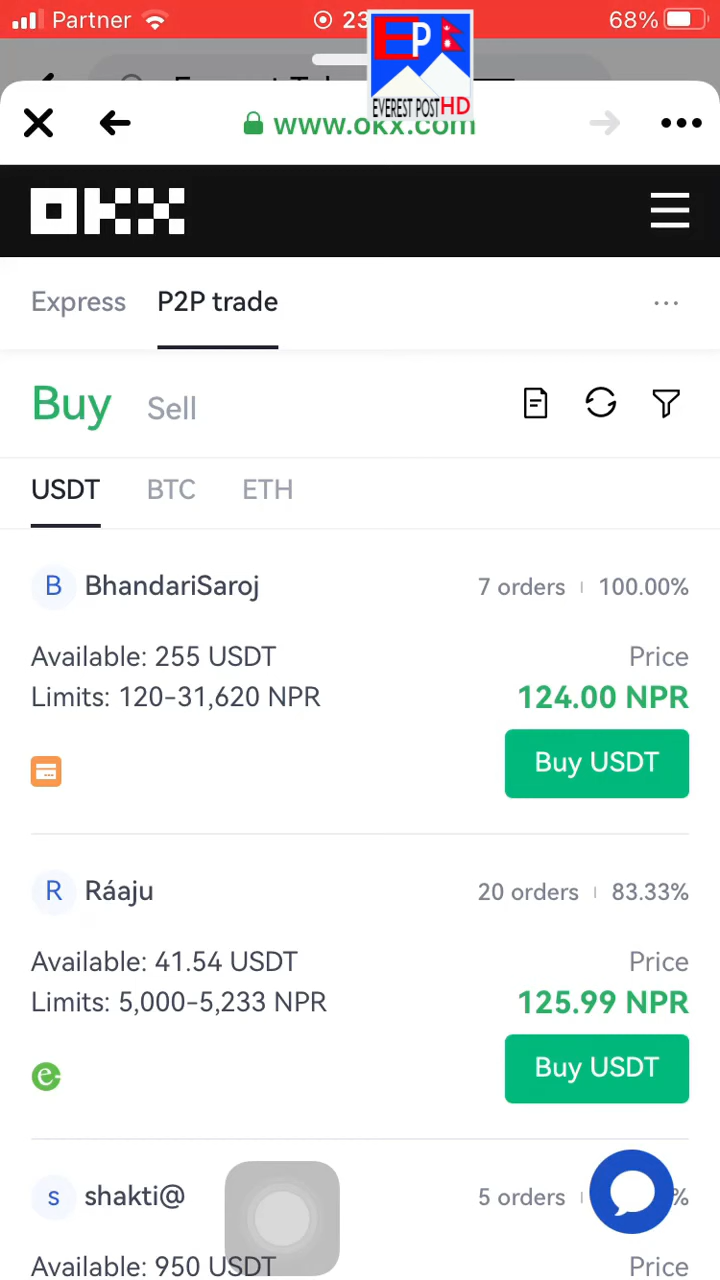 Partner
23
68%
EP
EVEREST POST HD
www.okx.com
OKX
Express P2P trade
Buy Sell
USDT BTC ETH
B BhandariSaroj 7 orders 100.00%
Available: 255 USDT Price
Limits: 120-31,620 NPR 124.00 NPR
Buy USDT
R Ráaju 20 orders 83.33%
Available: 41.54 USDT Price
Limits: 5,000-5,233 NPR 125.99 NPR
e
Buy USDT
s shakti@ 5 orders %
Available: 950 USDT Price